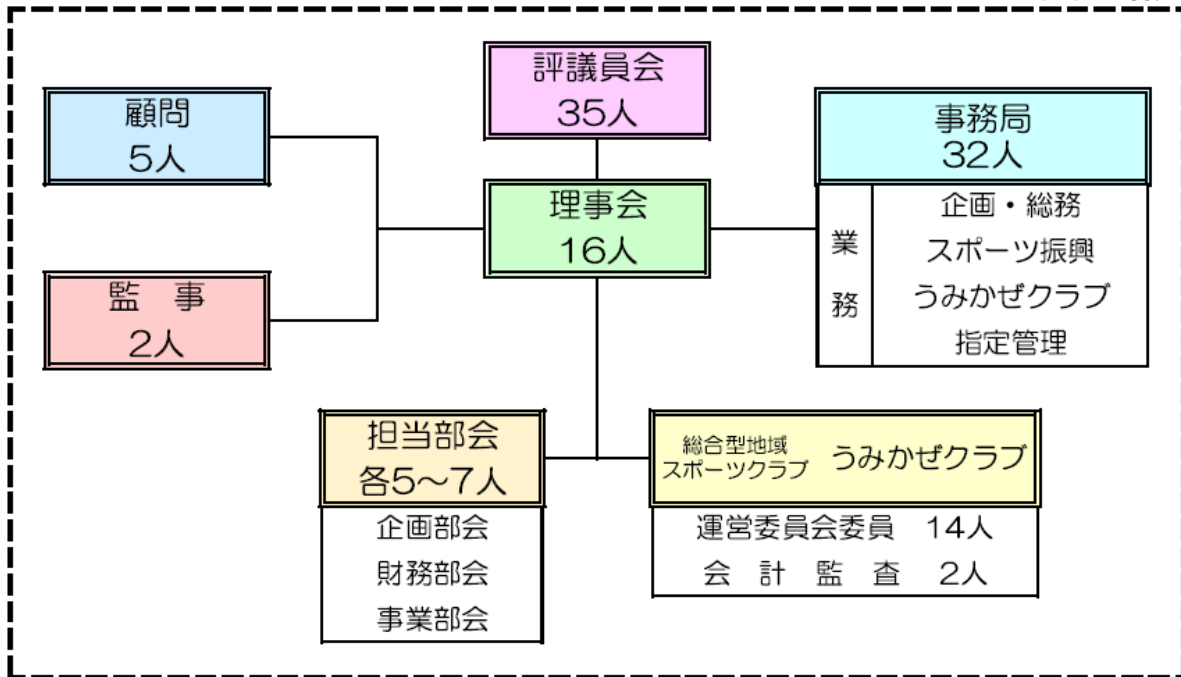 評議員会
35人
顧問
5人
事務局
32人
理事会
16人
業務
企画・総務
スポーツ振興
うみかぜクラブ
指定管理
監　事
2人
担当部会
各5～7人
企画部会
財務部会
事業部会
総合型地域
スポーツクラブ
うみかぜクラブ
運営委員会委員　14人
会　計　監　査　2人